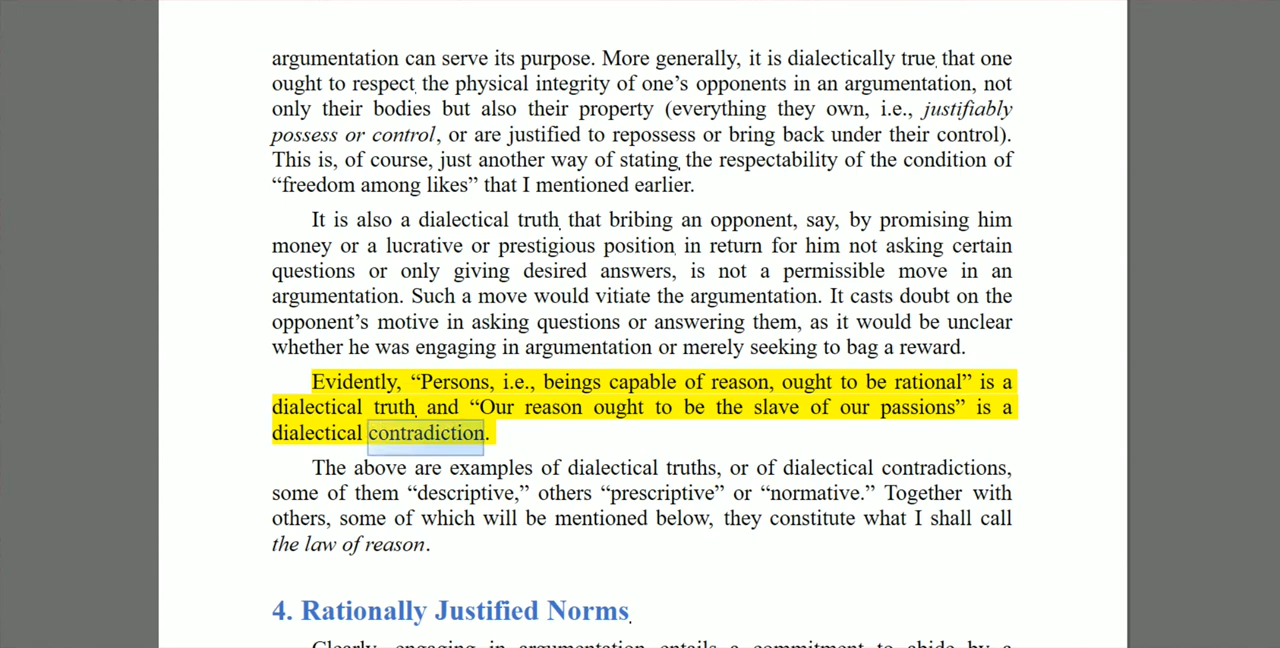 argumentation can serve its purpose. More generally, it is dialectically true that one
ought to respect the physical integrity of one’s opponents in an argumentation, not
only their bodies but also their property (everything they own, i.e., justifiably
possess or control, or are justified to repossess or bring back under their control).
This is, of course, just another way of stating the respectability of the condition of
“freedom among likes” that I mentioned earlier.
It is also a dialectical truth that bribing an opponent, say, by promising him
money or a lucrative or prestigious position in return for him not asking certain
questions or only giving desired answers, is not a permissible move in an
argumentation. Such a move would vitiate the argumentation. It casts doubt on the
opponent’s motive in asking questions or answering them, as it would be unclear
whether he was engaging in argumentation or merely seeking to bag a reward.
Evidently, “Persons, i.e., beings capable of reason, ought to be rational” is a
dialectical truth and “Our reason ought to be the slave of our passions” is a
dialectical contradiction.
The above are examples of dialectical truths, or of dialectical contradictions,
some of them “descriptive,” others “prescriptive” or “normative.” Together with
others, some of which will be mentioned below, they constitute what I shall call
the law of reason.
4. Rationally Justified Norms
Clearly, engaging in argumentation entails a commitment to abide by a